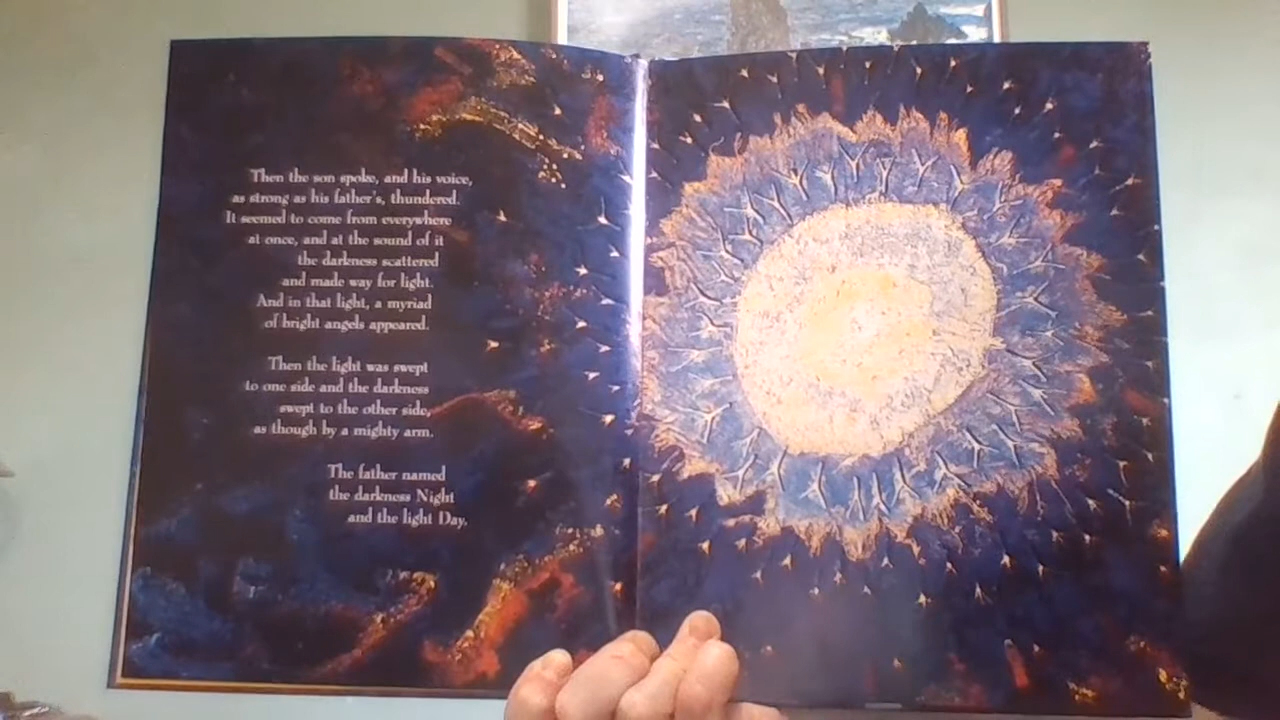 Then the son spoke, and his voice,
as strong as his father's, thundered.
It seemed to come from everywhere
at once, and at the sound of it
the darkness scattered
and made way for light.
And in that light, a myriad
of bright angels appeared.
Then the light was swept
to one side and the darkness
swept to the other side,
as though by a mighty arm.
The father named
the darkness Night
and the light Day.